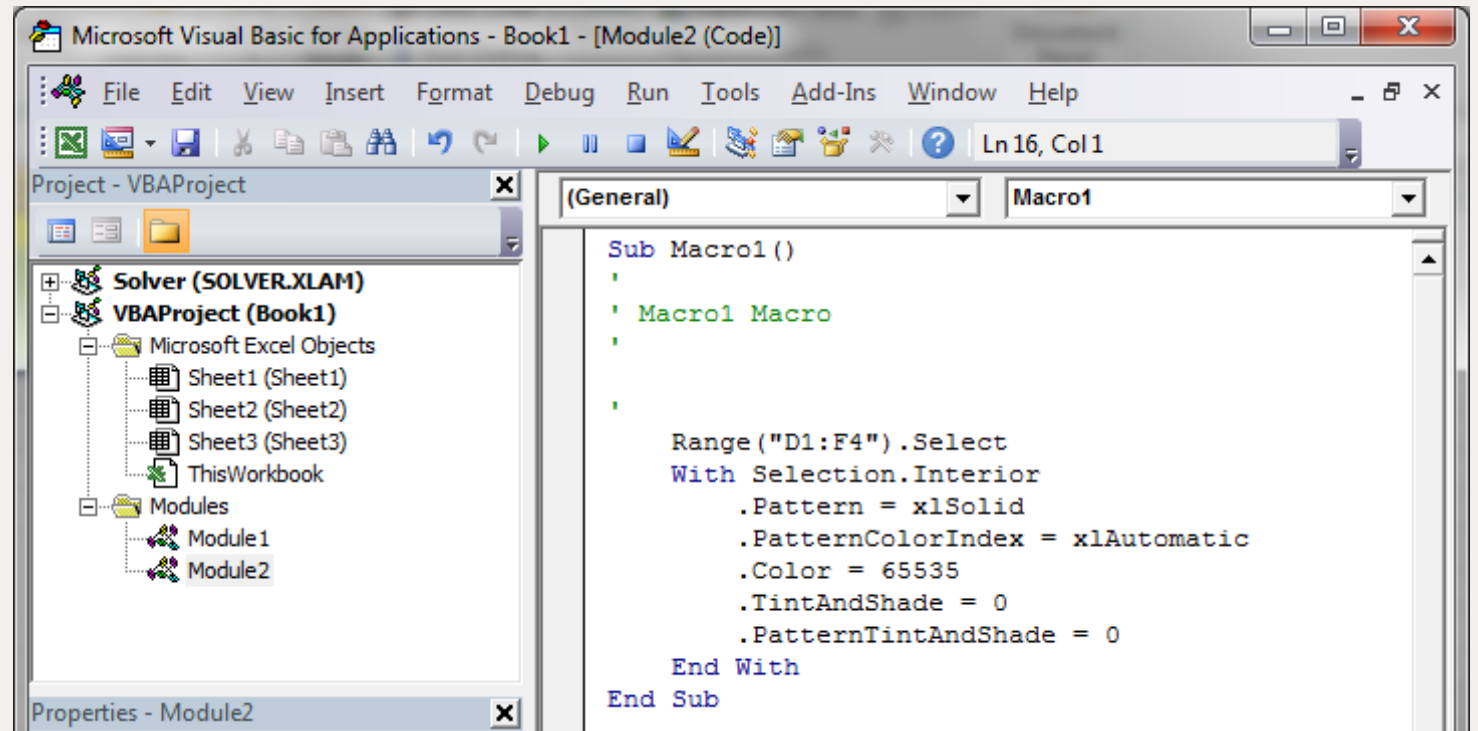 Microsoft Visual Basic for Applications - Book1 - [Module2 (Code)]
File Edit View Insert Format Debug Run Tools Add-Ins Window Help
Ln 16, Col 1
Project - VBAProject
Solver (SOLVER.XLAM)
VBAProject (Book1)
Microsoft Excel Objects
Sheet1 (Sheet1)
Sheet2 (Sheet2)
Sheet3 (Sheet3)
ThisWorkbook
Modules
Module1
Module2
Properties - Module2
(General) Macro1
Sub Macro1()
'
' Macro1 Macro
'
'
Range("D1:F4").Select
With Selection.Interior
.Pattern = xlSolid
.PatternColorIndex = xlAutomatic
.Color = 65535
.TintAndShade = 0
.PatternTintAndShade = 0
End With
End Sub